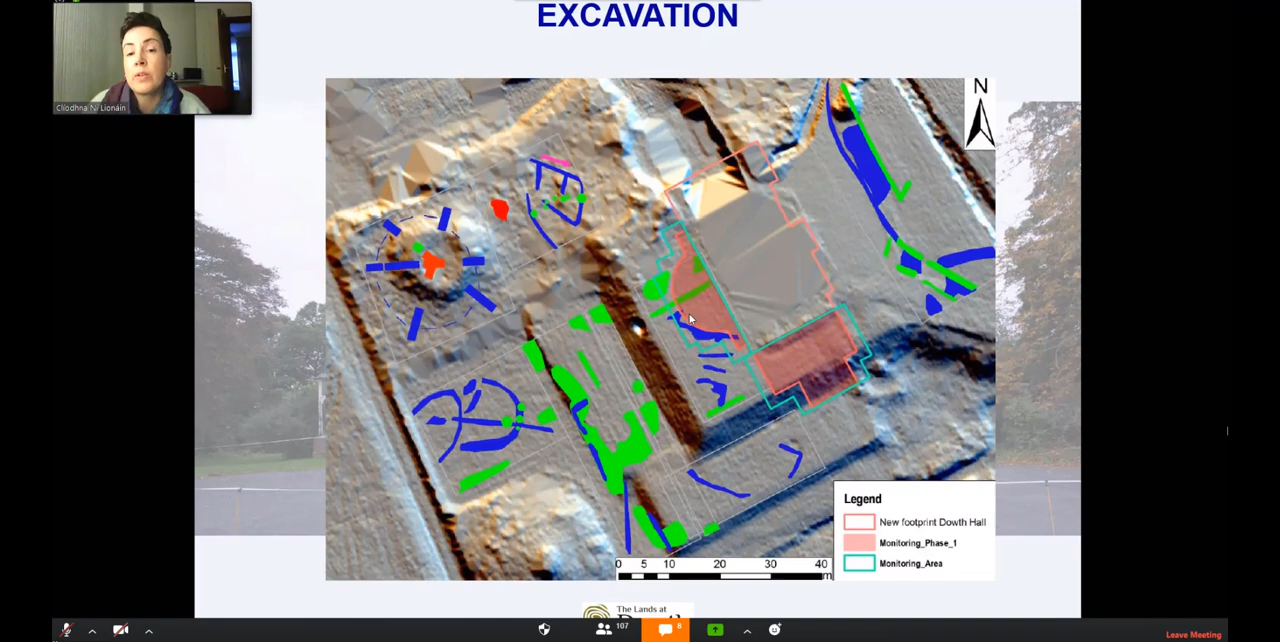 EXCAVATION
Clíodhna Ní Lionáin
N
Legend
New footprint Dowth Hall
Monitoring_Phase_1
Monitoring_Area
0 5 10 20 30 40
m
The Lands at
107
8
Leave Meeting